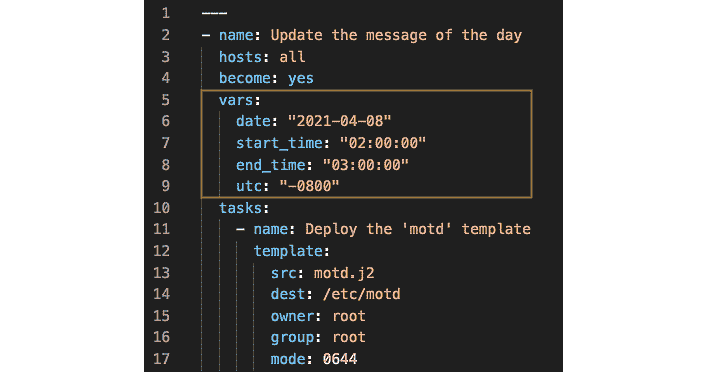 1 ---
2 - name: Update the message of the day
3 hosts: all
4 become: yes
5 vars:
6 date: "2021-04-08"
7 start_time: "02:00:00"
8 end_time: "03:00:00"
9 utc: "-0800"
10 tasks:
11 - name: Deploy the 'motd' template
12 template:
13 src: motd.j2
14 dest: /etc/motd
15 owner: root
16 group: root
17 mode: 0644